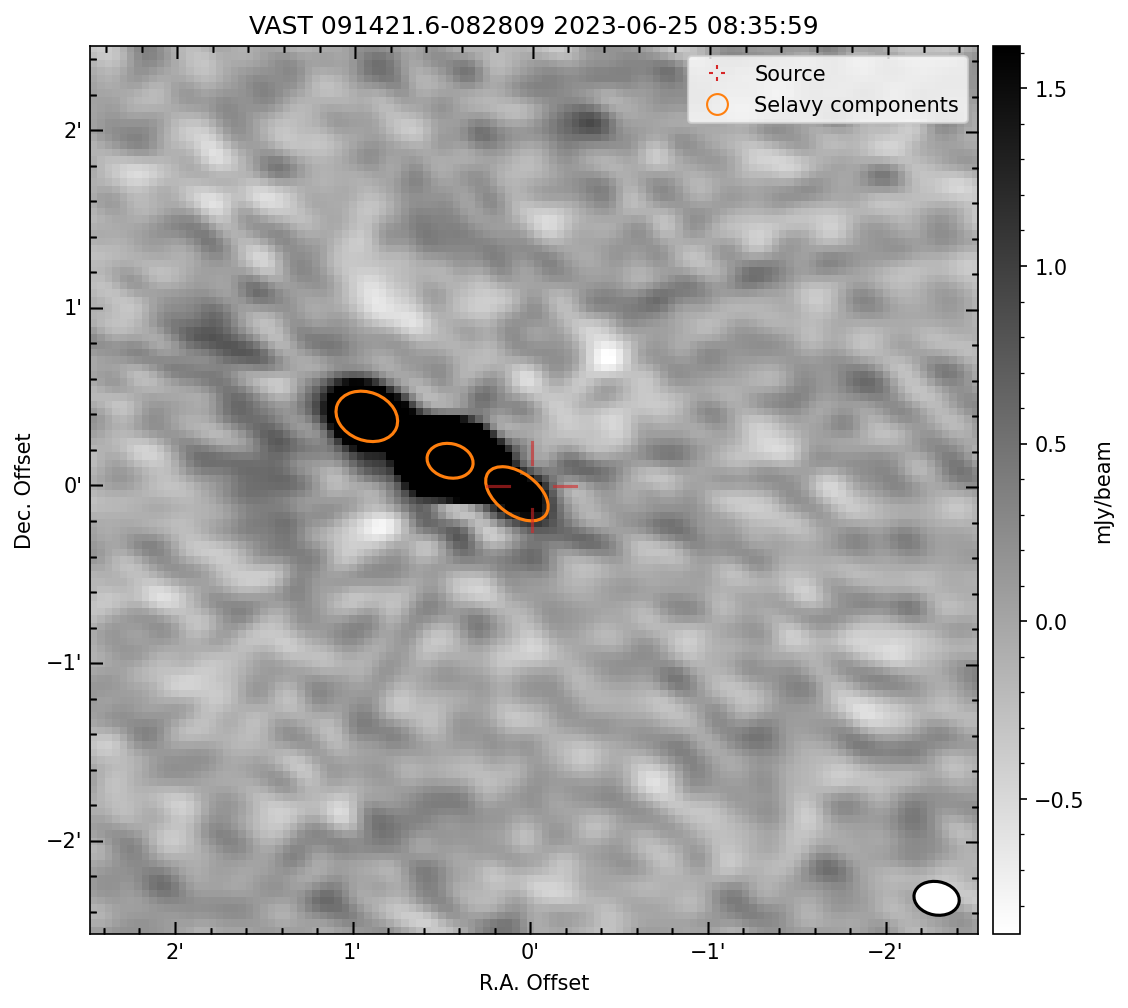 VAST 091421.6-082809 2023-06-25 08:35:59
Source
Selavy components
2'
1'
0'
−1'
−2'
Dec. Offset
2'
1'
0'
−1'
−2'
R.A. Offset
1.5
1.0
0.5
0.0
−0.5
mJy/beam